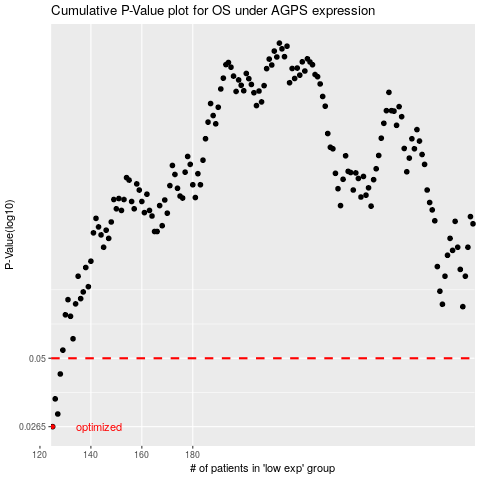 Cumulative P-Value plot for OS under AGPS expression
P-Value(log10)
0.05
0.0265
optimized
120 140 160 180
# of patients in 'low exp' group